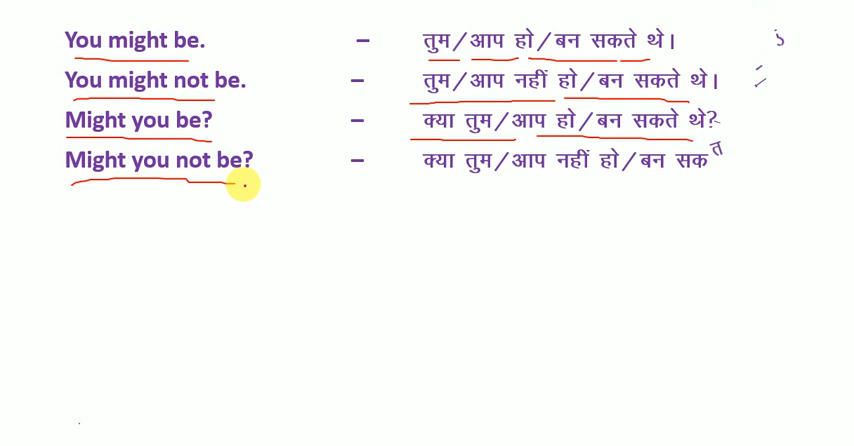 You might be. – तुम/आप हो/बन सकते थे।
You might not be. – तुम/आप नहीं हो/बन सकते थे।
Might you be? – क्या तुम/आप हो/बन सकते थे?
Might you not be? – क्या तुम/आप नहीं हो/बन सक त